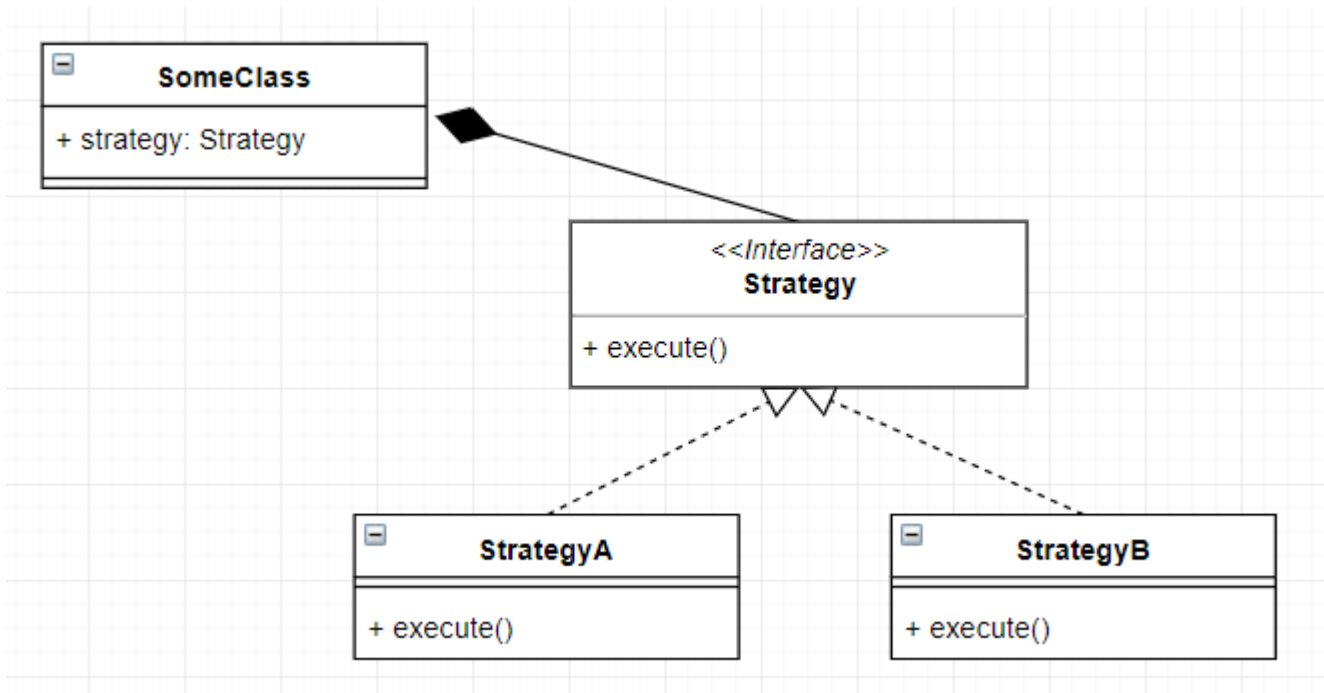 SomeClass
+ strategy: Strategy
<<Interface>>
Strategy
+ execute()
StrategyA
+ execute()
StrategyB
+ execute()